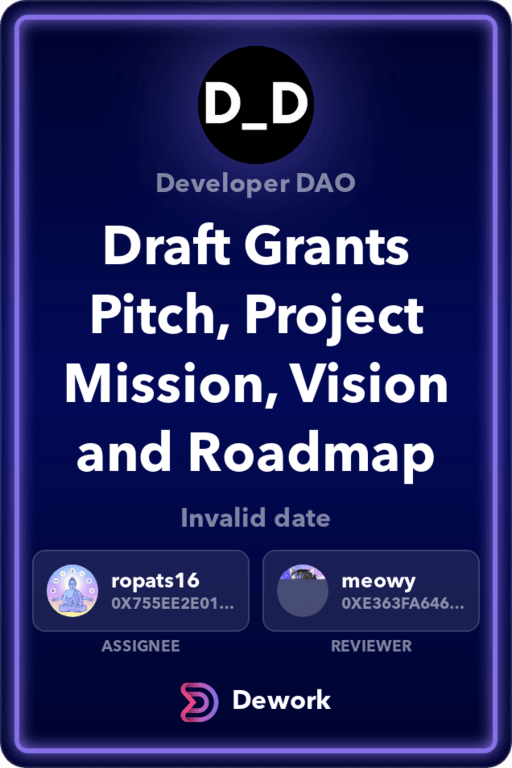 D_D
Developer DAO
Draft Grants
Pitch, Project
Mission, Vision
and Roadmap
Invalid date
ropats16
0X755EE2E01...
meowy
0XE363FA646...
ASSIGNEE
REVIEWER
Dework